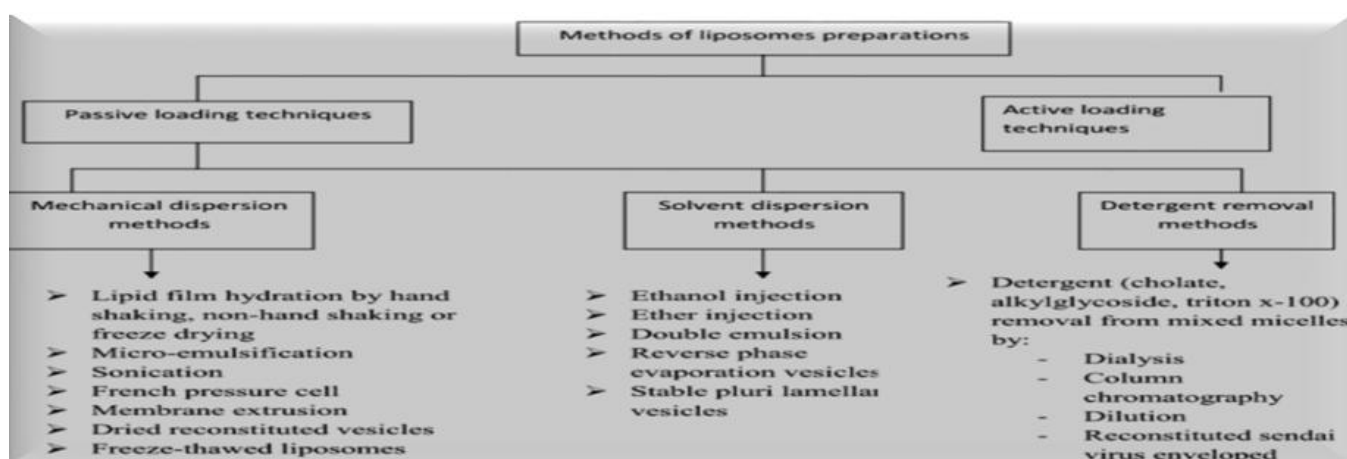 Methods of liposomes preparations
Passive loading techniques
Active loading
techniques
Mechanical dispersion
methods
Solvent dispersion
methods
Detergent removal
methods
➢ Lipid film hydration by hand
shaking, non-hand shaking or
freeze drying
➢ Micro-emulsification
➢ Sonication
➢ French pressure cell
➢ Membrane extrusion
➢ Dried reconstituted vesicles
➢ Freeze-thawed liposomes
➢ Ethanol injection
➢ Ether injection
➢ Double emulsion
➢ Reverse phase
evaporation vesicles
➢ Stable pluri lamellar
vesicles
➢ Detergent (cholate,
alkylglycoside, triton x-100)
removal from mixed micelles
by:
- Dialysis
- Column
chromatography
- Dilution
- Reconstituted sendai
virus enveloped